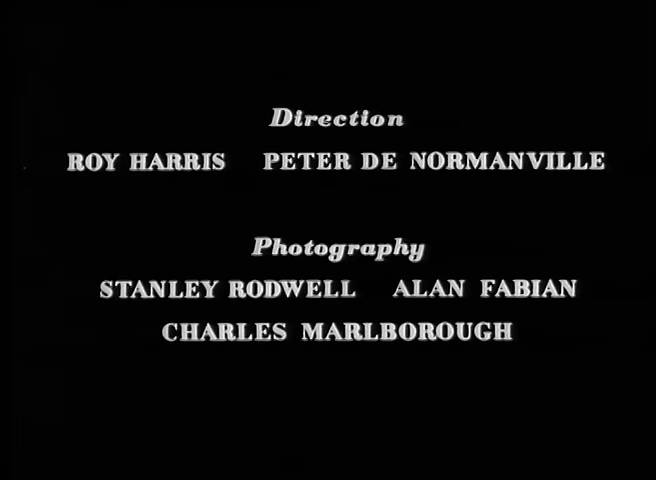 Direction
ROY HARRIS PETER DE NORMANVILLE
Photography
STANLEY RODWELL ALAN FABIAN
CHARLES MARLBOROUGH